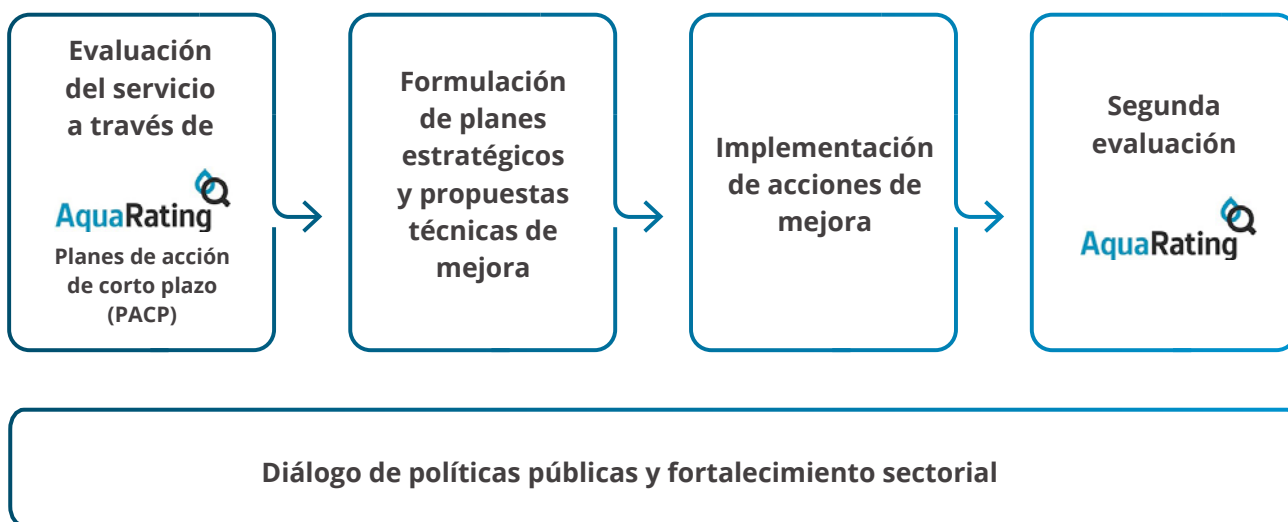 Evaluación
del servicio
a través de
AquaRating
Planes de acción
de corto plazo
(PACP)
Formulación
de planes
estratégicos
y propuestas
técnicas de
mejora
Implementación
de acciones de
mejora
Segunda
evaluación
AquaRating
Diálogo de políticas públicas y fortalecimiento sectorial